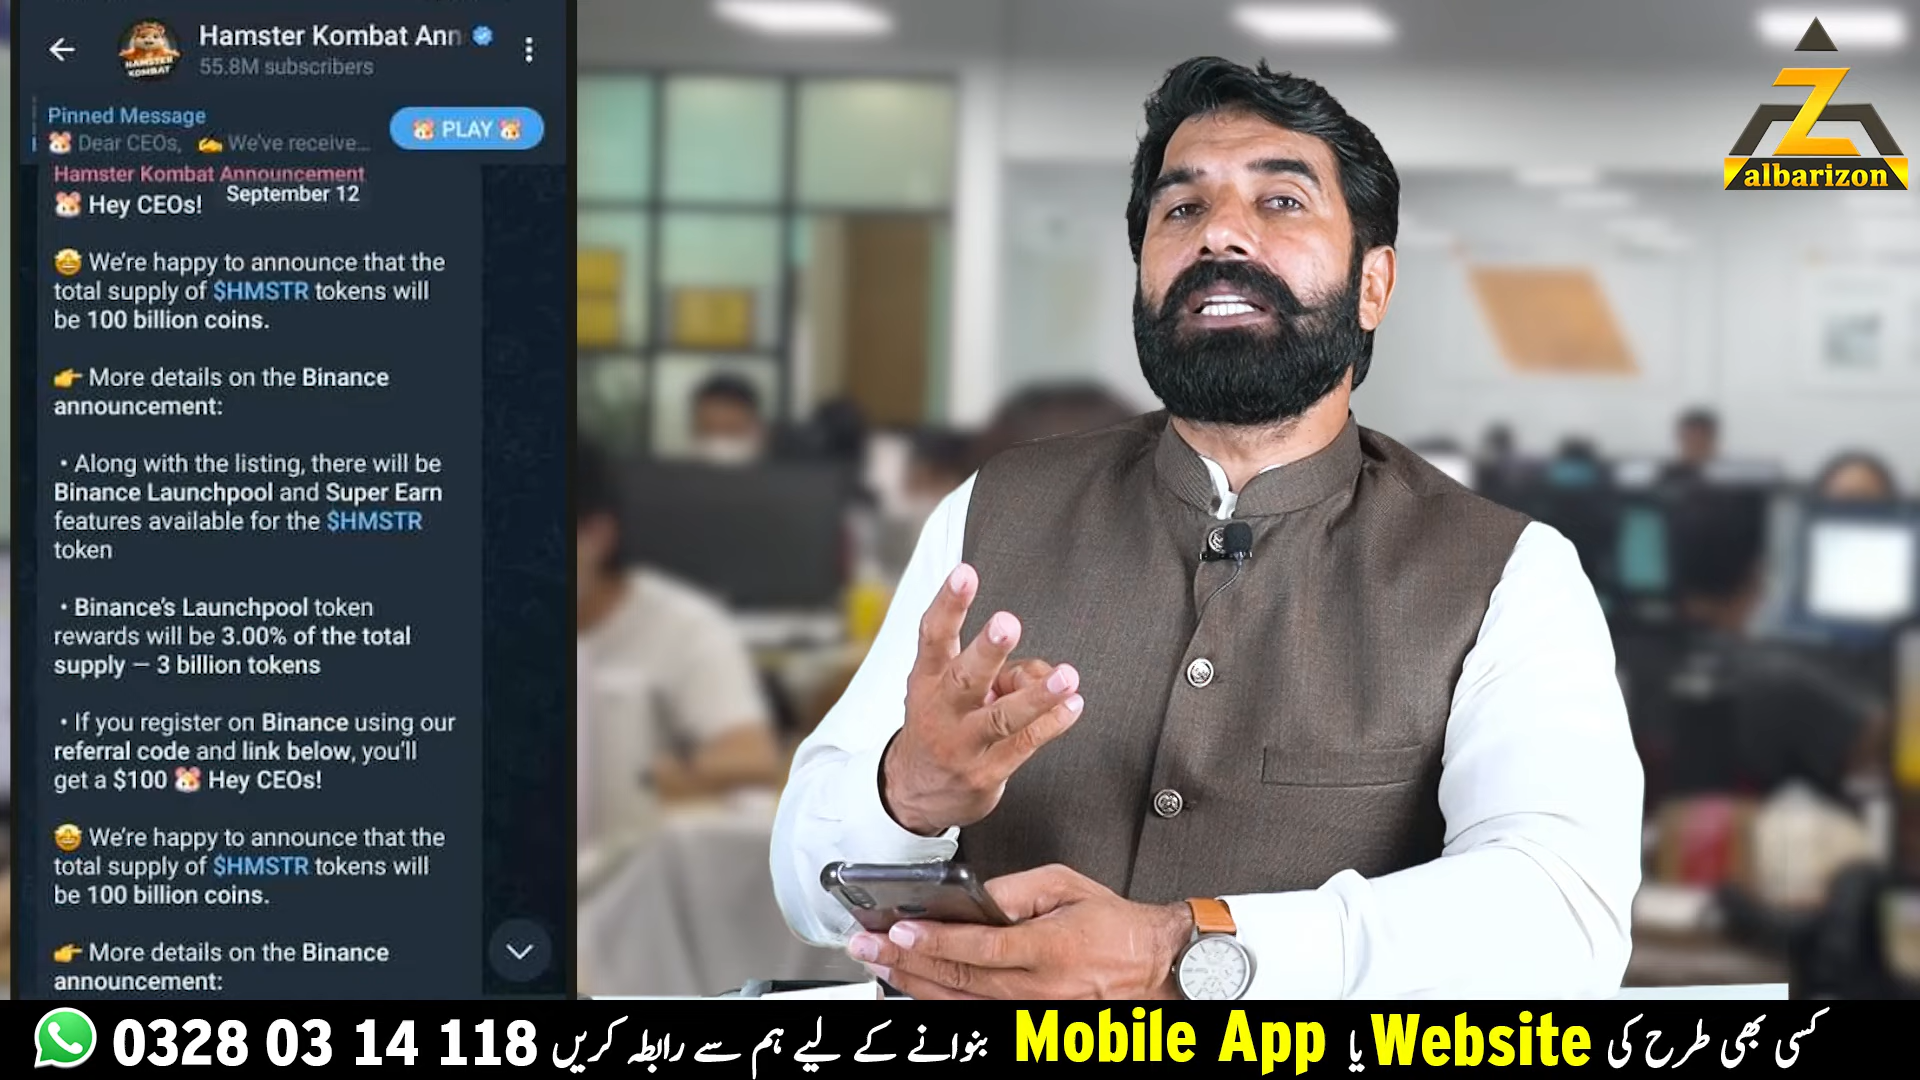 Hamster Kombat Ann
55.8M subscribers
Pinned Message
Dear CEOs, ✍️ We've receive...
PLAY
Hamster Kombat Announcement
September 12
🐹 Hey CEOs!
🤩 We're happy to announce that the
total supply of $HMSTR tokens will
be 100 billion coins.
👉 More details on the Binance
announcement:
• Along with the listing, there will be
Binance Launchpool and Super Earn
features available for the $HMSTR
token
• Binance's Launchpool token
rewards will be 3.00% of the total
supply — 3 billion tokens
• If you register on Binance using our
referral code and link below, you'll
get a $100 🐹 Hey CEOs!
🤩 We're happy to announce that the
total supply of $HMSTR tokens will
be 100 billion coins.
👉 More details on the Binance
announcement:
Z
albarizon
HAMSTER
KOMBAT
کسی بھی طرح کی Website یا Mobile App بنوانے کے لیے ہم سے رابطہ کریں 0328 03 14 118